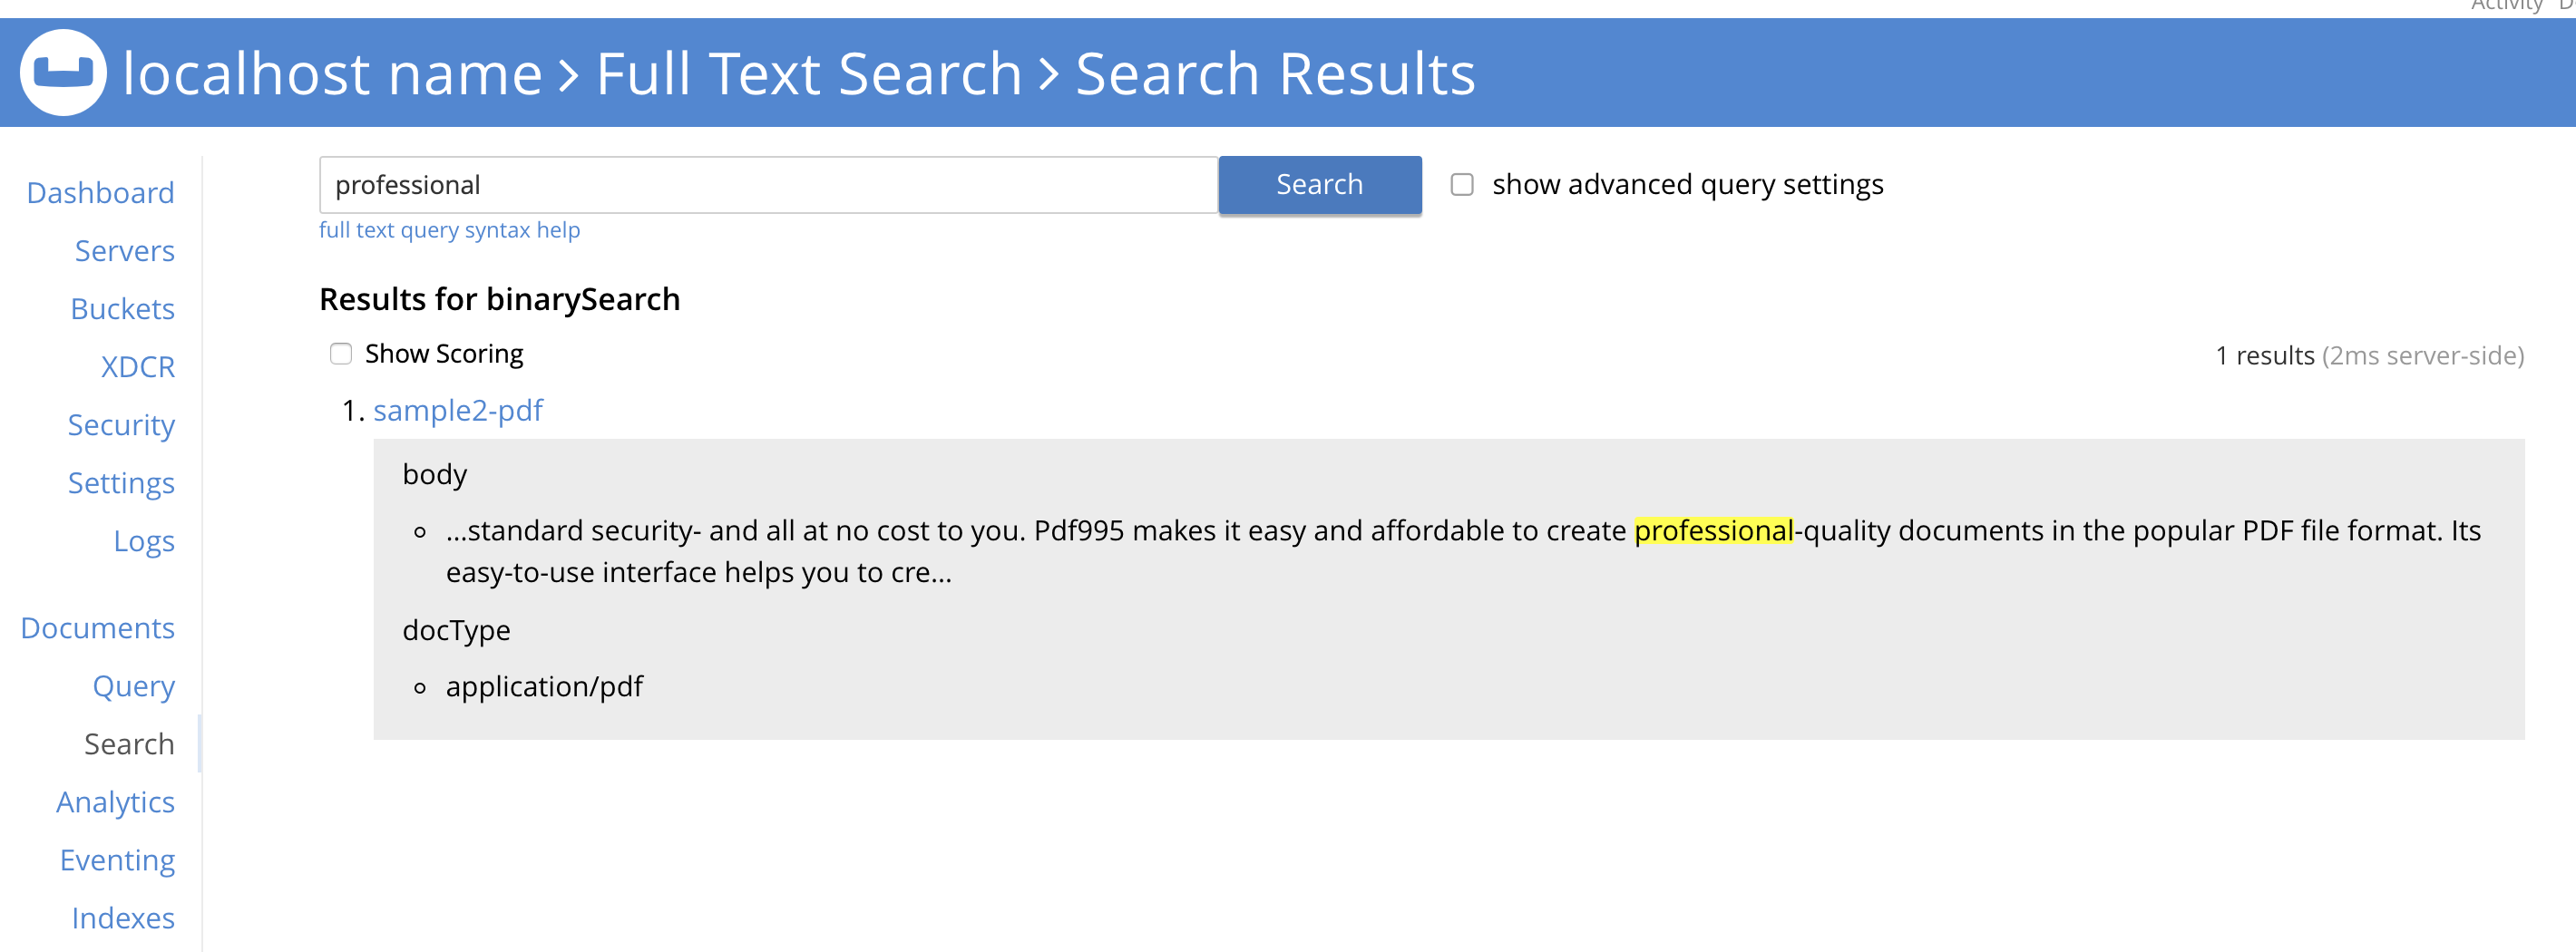 Activity
localhost name > Full Text Search > Search Results
Dashboard
Servers
Buckets
XDCR
Security
Settings
Logs
Documents
Query
Search
Analytics
Eventing
Indexes
professional
Search
show advanced query settings
full text query syntax help
Results for binarySearch
Show Scoring
1 results (2ms server-side)
1. sample2-pdf
body
...standard security- and all at no cost to you. Pdf995 makes it easy and affordable to create professional-quality documents in the popular PDF file format. Its
easy-to-use interface helps you to cre...
docType
application/pdf